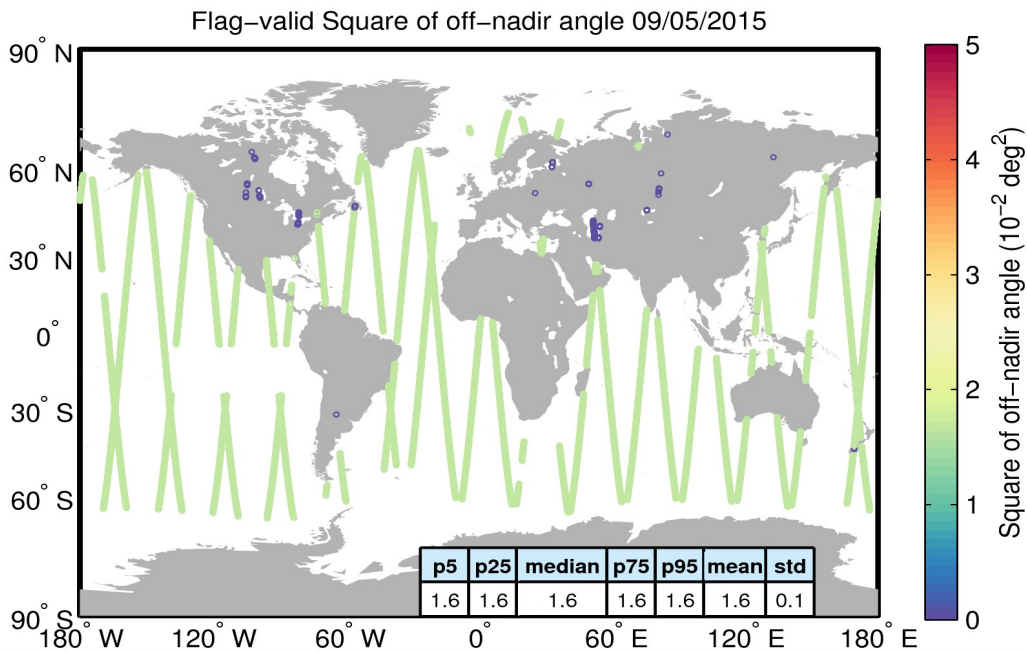 Flag−valid Square of off−nadir angle 09/05/2015
90° N
60° N
30° N
0°
30° S
60° S
90° S
180° W
120° W
60° W
0°
60° E
120° E
180° E
p5 p25 median p75 p95 mean std
1.6 1.6 1.6 1.6 1.6 1.6 0.1
5
4
3
2
1
0
Square of off−nadir angle (10⁻² deg²)